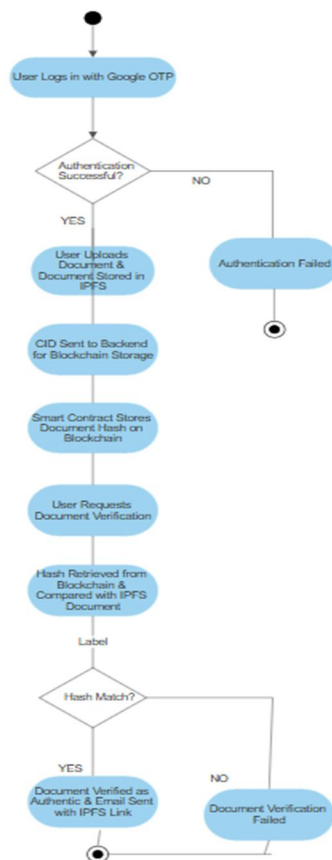 User Logs in with Google OTP
Authentication
Successful?
NO
YES
User Uploads
Document &
Document Stored in
IPFS
Authentication Failed
CID Sent to Backend
for Blockchain Storage
Smart Contract Stores
Document Hash on
Blockchain
User Requests
Document Verification
Hash Retrieved from
Blockchain &
Compared with IPFS
Document
Label
Hash Match?
YES
NO
Document Verified as
Authentic & Email Sent
with IPFS Link
Document Verification
Failed